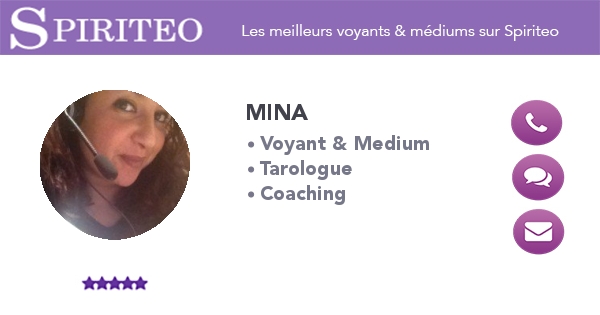 SPIRITEO
Les meilleurs voyants & médiums sur Spiriteo
MINA
• Voyant & Medium
• Tarologue
• Coaching